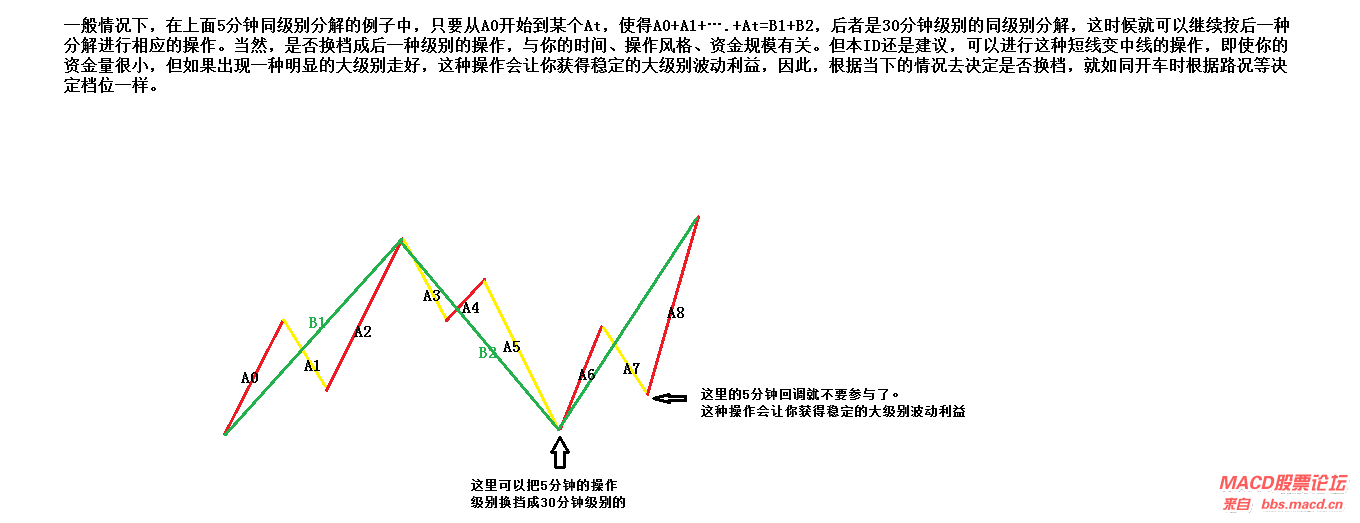 一般情况下，在上面5分钟同级别分解的例子中，只要从A0开始到某个At，使得A0+A1+….+At=B1+B2，后者是30分钟级别的同级别分解，这时候就可以继续按后一种
分解进行相应的操作。当然，是否换档成后一种级别的操作，与你的时间、操作风格、资金规模有关。但本ID还是建议，可以进行这种短线变中线的操作，即使你的
资金量很小，但如果出现一种明显的大级别走好，这种操作会让你获得稳定的大级别波动利益，因此，根据当下的情况去决定是否换档，就如同开车时根据路况等决
定档位一样。
A0
B1
A1
A2
A3
A4
B2
A5
A6
A7
A8
这里的5分钟回调就不要参与了。
这种操作会让你获得稳定的大级别波动利益
这里可以把5分钟的操作
级别换挡成30分钟级别的
MACD股票论坛
来自 bbs.macd.cn